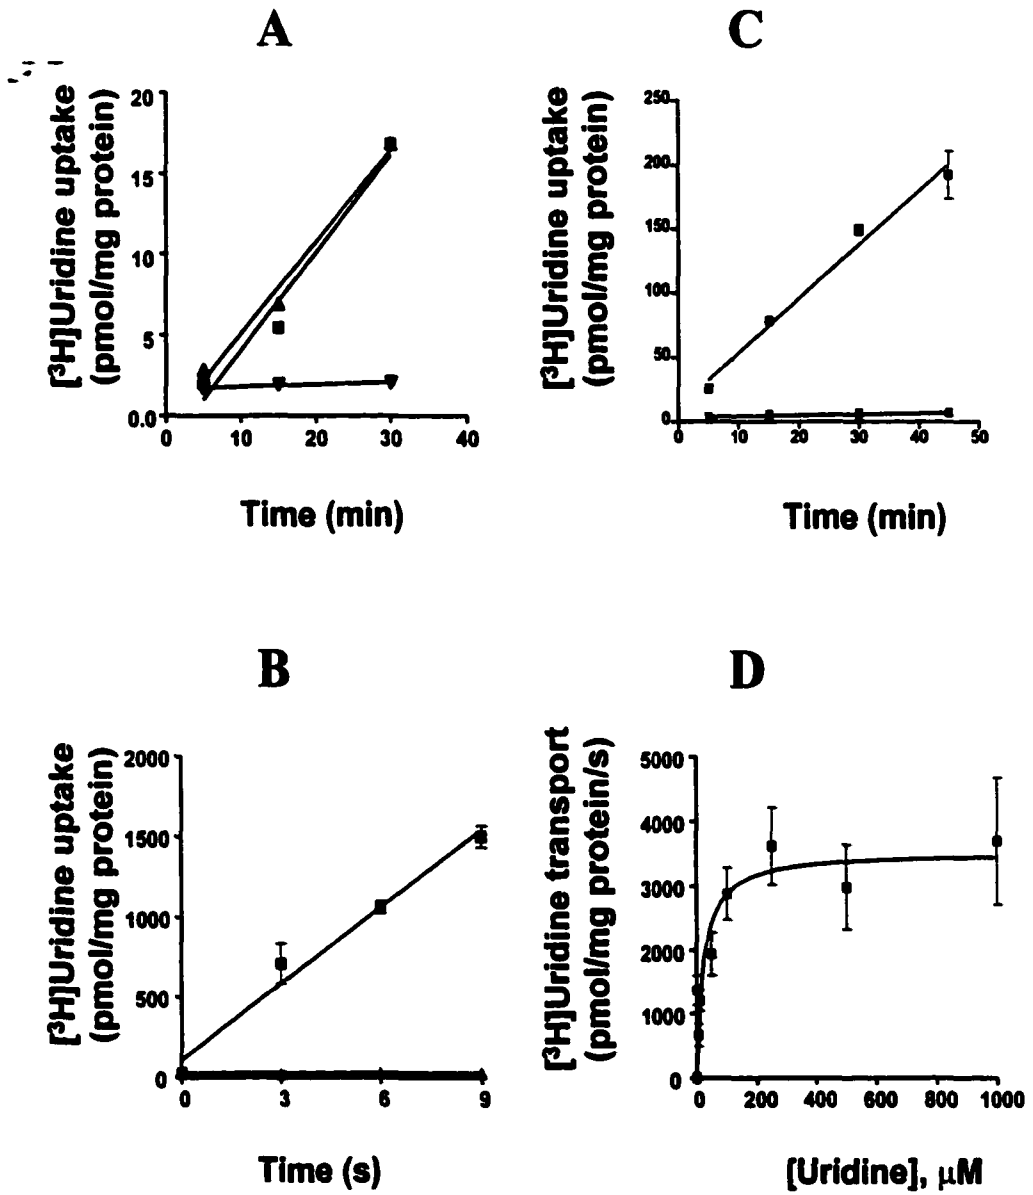 A
[³H]Uridine uptake
(pmol/mg protein)
20
15
10
5
0.0
0 10 20 30 40
Time (min)
C
[³H]Uridine uptake
(pmol/mg protein)
250
200
150
100
50
0
0 10 20 30 40 50
Time (min)
B
[³H]Uridine uptake
(pmol/mg protein)
2000
1500
1000
500
0
0 3 6 9
Time (s)
D
[³H]Uridine transport
(pmol/mg protein/s)
5000
4000
3000
2000
1000
0
0 200 400 600 800 1000
[Uridine], μM